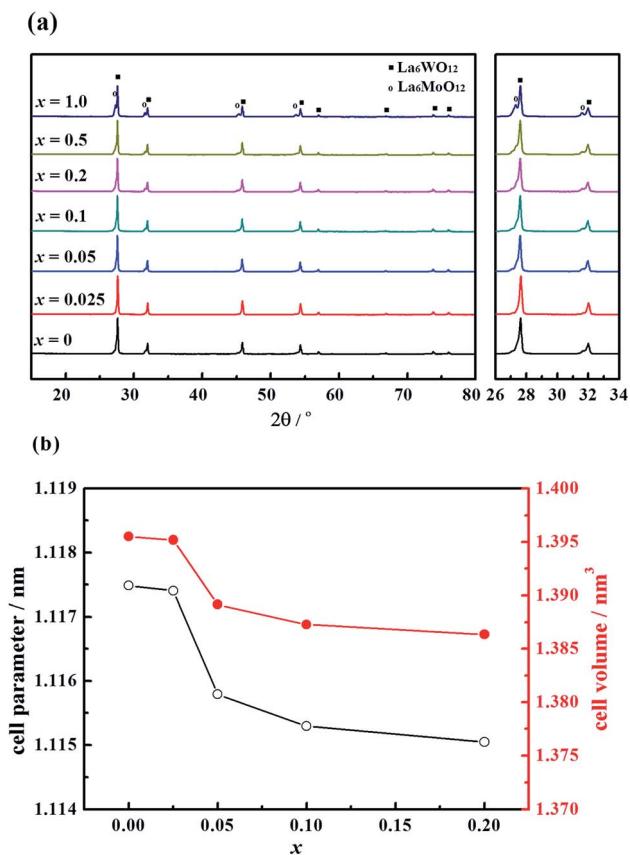 (a)
■ La₆WO₁₂
o La₆MoO₁₂
x = 1.0
x = 0.5
x = 0.2
x = 0.1
x = 0.05
x = 0.025
x = 0
20 30 40 50 60 70 80
26 28 30 32 34
2θ / °
(b)
1.119
1.118
1.117
1.116
1.115
1.114
cell parameter / nm
1.400
1.395
1.390
1.385
1.380
1.375
1.370
cell volume / nm³
0.00 0.05 0.10 0.15 0.20
x